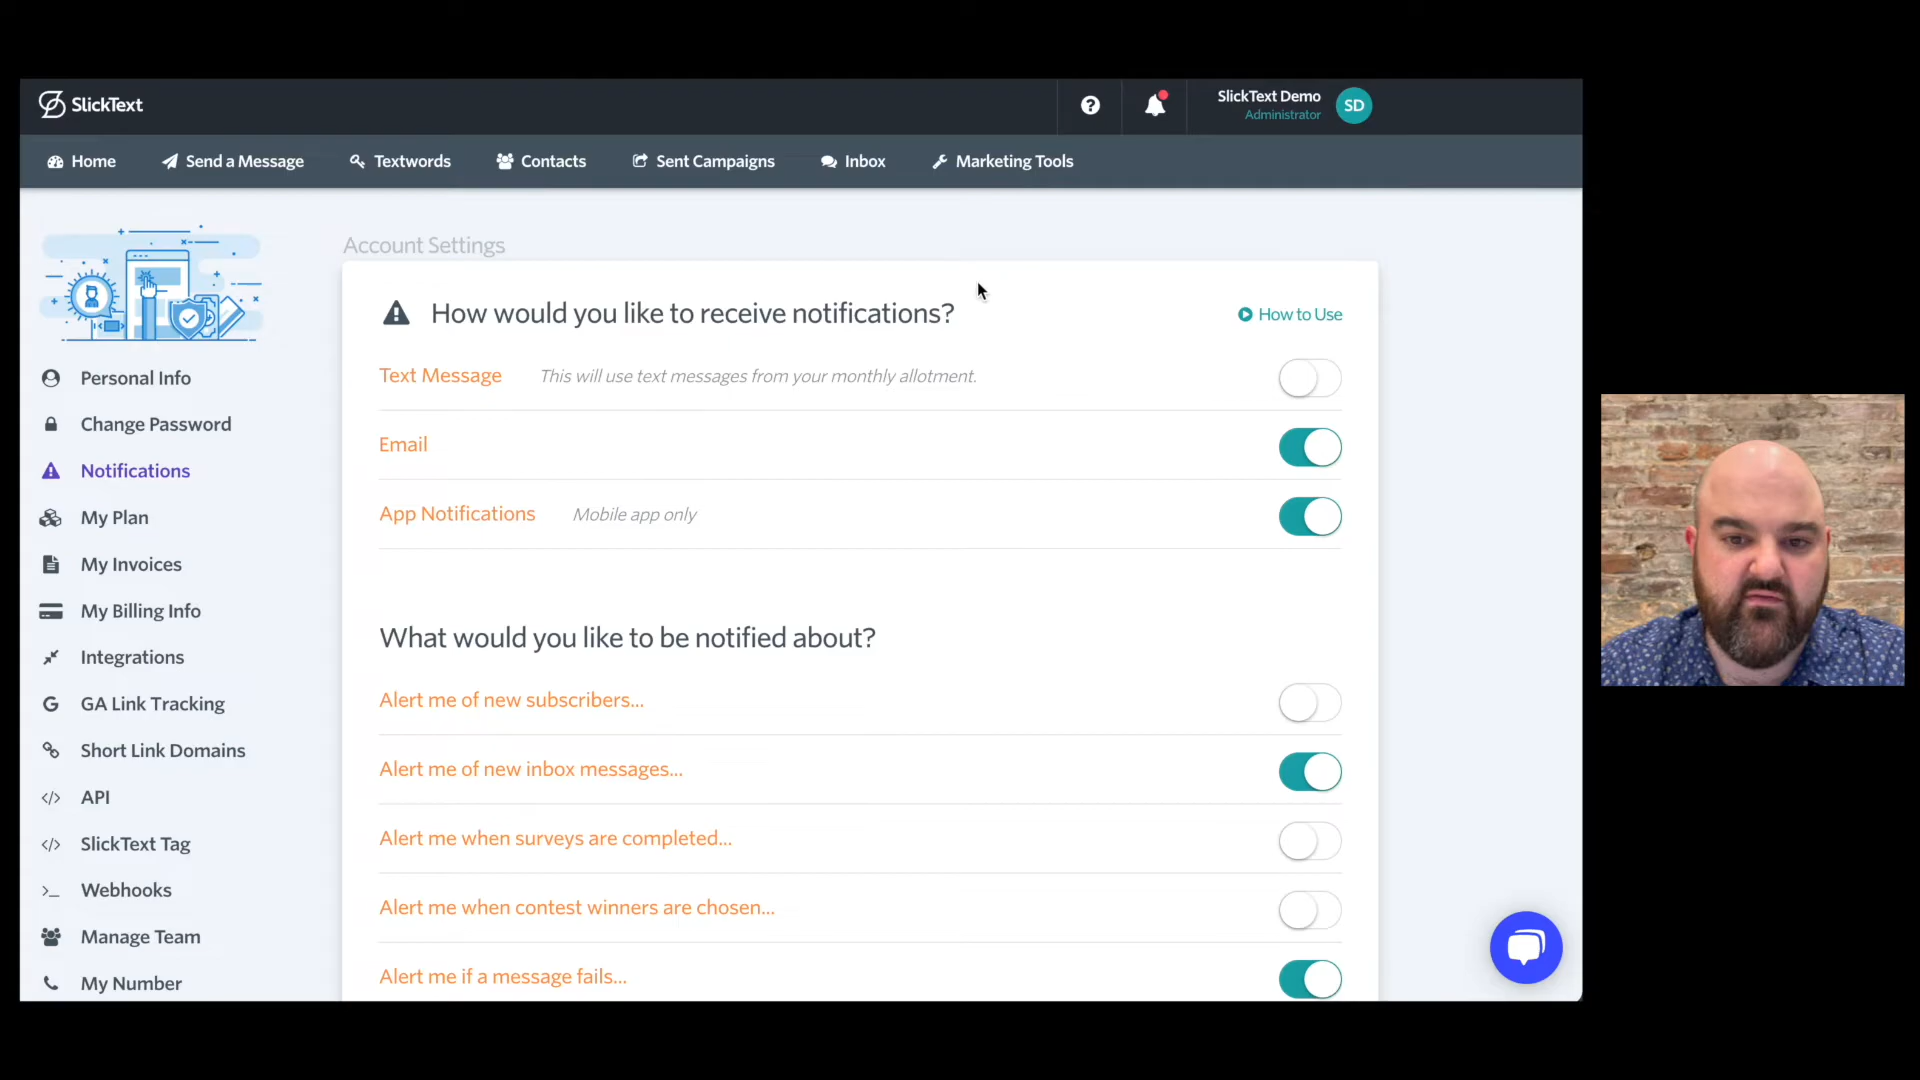 SlickText
SlickText Demo
Administrator
SD
Home
Send a Message
Textwords
Contacts
Sent Campaigns
Inbox
Marketing Tools
Account Settings
How would you like to receive notifications?
How to Use
Text Message
This will use text messages from your monthly allotment.
Email
App Notifications
Mobile app only
What would you like to be notified about?
Alert me of new subscribers...
Alert me of new inbox messages...
Alert me when surveys are completed...
Alert me when contest winners are chosen...
Alert me if a message fails...
Personal Info
Change Password
Notifications
My Plan
My Invoices
My Billing Info
Integrations
GA Link Tracking
Short Link Domains
API
SlickText Tag
Webhooks
Manage Team
My Number